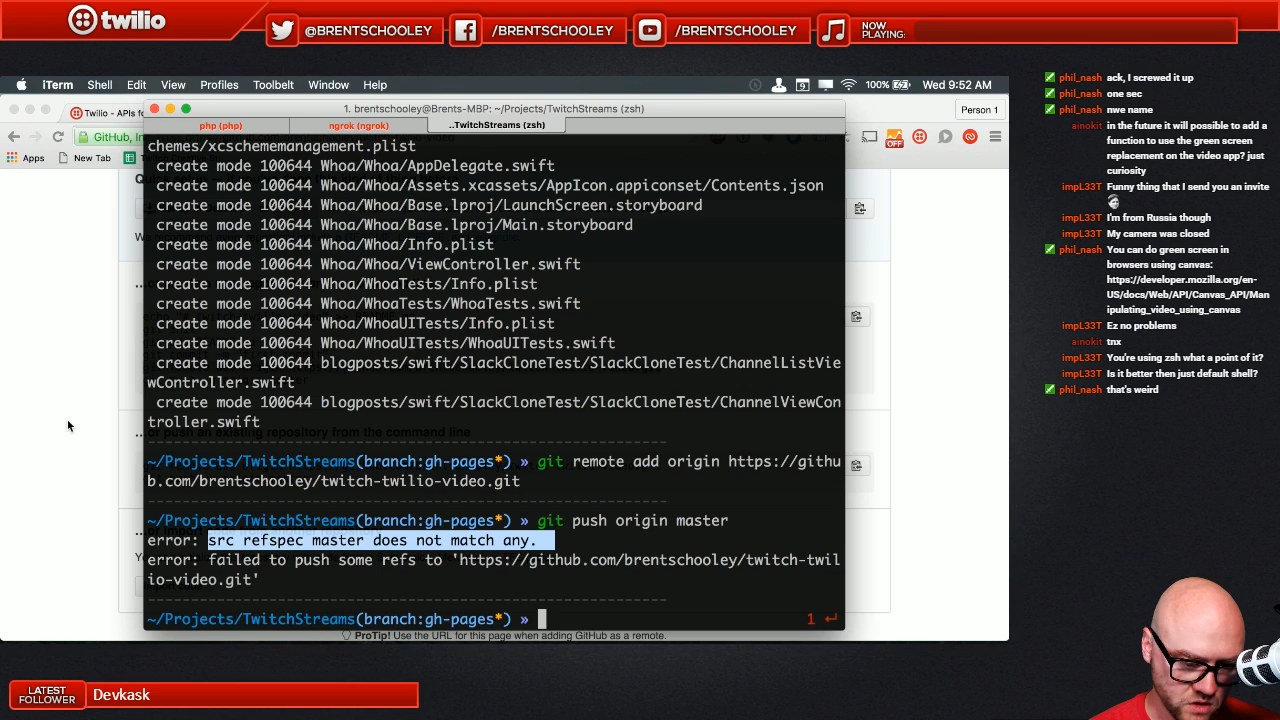 twilio
@BRENTSCHOOLEY
/BRENTSCHOOLEY
/BRENTSCHOOLEY
NOW
PLAYING:
iTerm Shell Edit View Profiles Toolbelt Window Help
100%
Wed 9:52 AM
Twilio - APIs fo
1. brentschooley@Brents-MBP: ~/Projects/TwitchStreams (zsh)
Person 1
php (php)
ngrok (ngrok)
..TwitchStreams (zsh)
GitHub, In
OFF
Apps
New Tab
chemes/xcschememanagement.plist
create mode 100644 Whoa/Whoa/AppDelegate.swift
create mode 100644 Whoa/Whoa/Assets.xcassets/AppIcon.appiconset/Contents.json
create mode 100644 Whoa/Whoa/Base.lproj/LaunchScreen.storyboard
create mode 100644 Whoa/Whoa/Base.lproj/Main.storyboard
create mode 100644 Whoa/Whoa/Info.plist
create mode 100644 Whoa/Whoa/ViewController.swift
create mode 100644 Whoa/WhoaTests/Info.plist
create mode 100644 Whoa/WhoaTests/WhoaTests.swift
create mode 100644 Whoa/WhoaUITests/Info.plist
create mode 100644 Whoa/WhoaUITests/WhoaUITests.swift
create mode 100644 blogposts/swift/SlackCloneTest/SlackCloneTest/ChannelListVie
wController.swift
create mode 100644 blogposts/swift/SlackCloneTest/SlackCloneTest/ChannelViewCon
troller.swift
…or push an existing repository from the command line
~/Projects/TwitchStreams(branch:gh-pages*) » git remote add origin https://githu
b.com/brentschooley/twitch-twilio-video.git
~/Projects/TwitchStreams(branch:gh-pages*) » git push origin master
error: src refspec master does not match any.
error: failed to push some refs to 'https://github.com/brentschooley/twitch-twil
io-video.git'
~/Projects/TwitchStreams(branch:gh-pages*) »
1 ↵
ProTip! Use the URL for this page when adding GitHub as a remote.
phil_nash ack, I screwed it up
phil_nash one sec
phil_nash nwe name
ainokit in the future it will possible to add a
function to use the green screen
replacement on the video app? just
curiosity
impL33T Funny thing that I send you an invite
impL33T I'm from Russia though
impL33T My camera was closed
phil_nash You can do green screen in
browsers using canvas:
https://developer.mozilla.org/en-
US/docs/Web/API/Canvas_API/Man
ipulating_video_using_canvas
impL33T Ez no problems
ainokit tnx
impL33T You're using zsh what a point of it?
impL33T Is it better then just default shell?
phil_nash that's weird
LATEST
FOLLOWER
Devkask